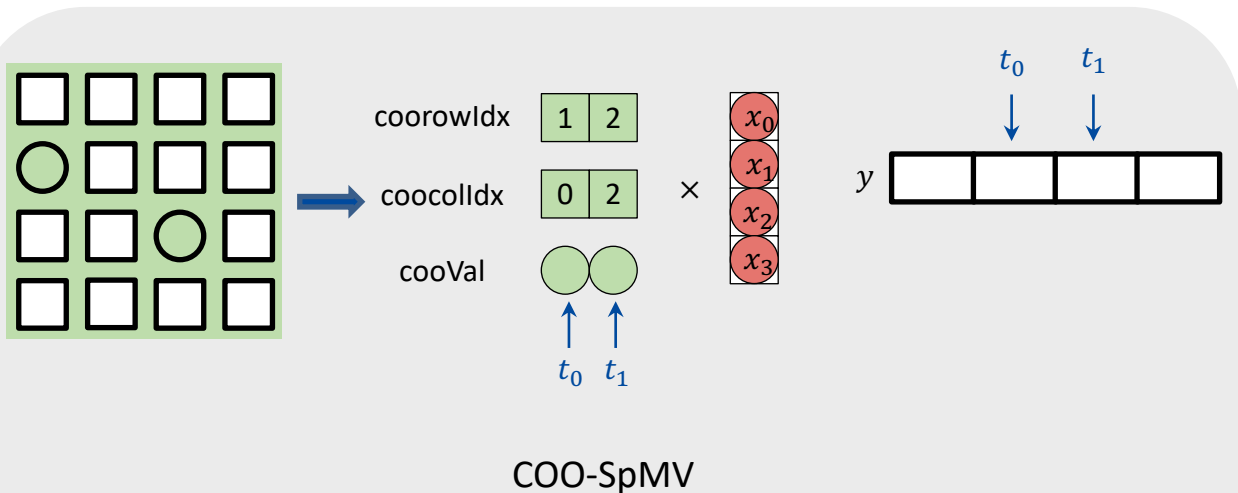 t₀ t₁
coorowIdx 1 2
coocolIdx 0 2
cooVal
×
x₀
x₁
x₂
x₃
y
t₀ t₁
COO-SpMV